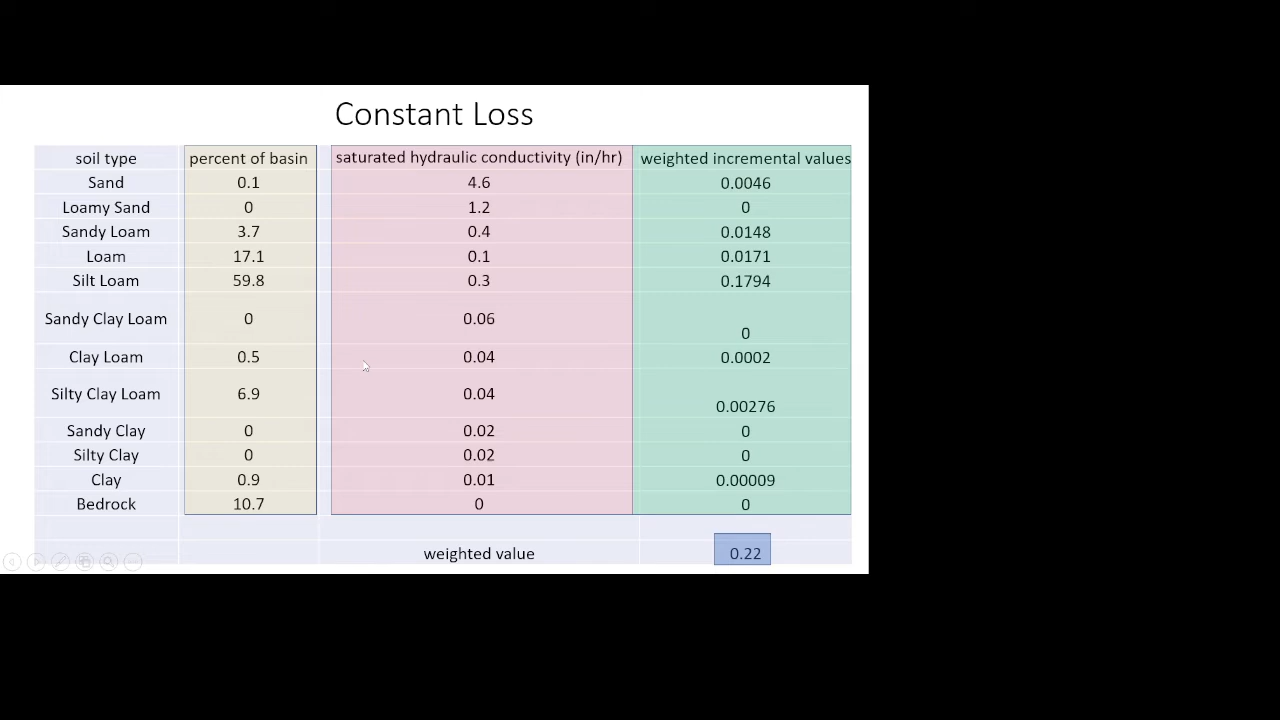 Constant Loss
soil type percent of basin saturated hydraulic conductivity (in/hr) weighted incremental values
Sand 0.1 4.6 0.0046
Loamy Sand 0 1.2 0
Sandy Loam 3.7 0.4 0.0148
Loam 17.1 0.1 0.0171
Silt Loam 59.8 0.3 0.1794
Sandy Clay Loam 0 0.06 0
Clay Loam 0.5 0.04 0.0002
Silty Clay Loam 6.9 0.04 0.00276
Sandy Clay 0 0.02 0
Silty Clay 0 0.02 0
Clay 0.9 0.01 0.00009
Bedrock 10.7 0 0
weighted value 0.22